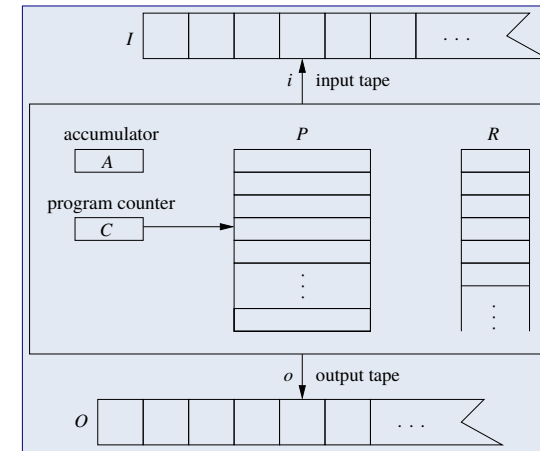 I
. . .
i input tape
accumulator P R
A
program counter
C
. . .
. . .
o output tape
O
. . .